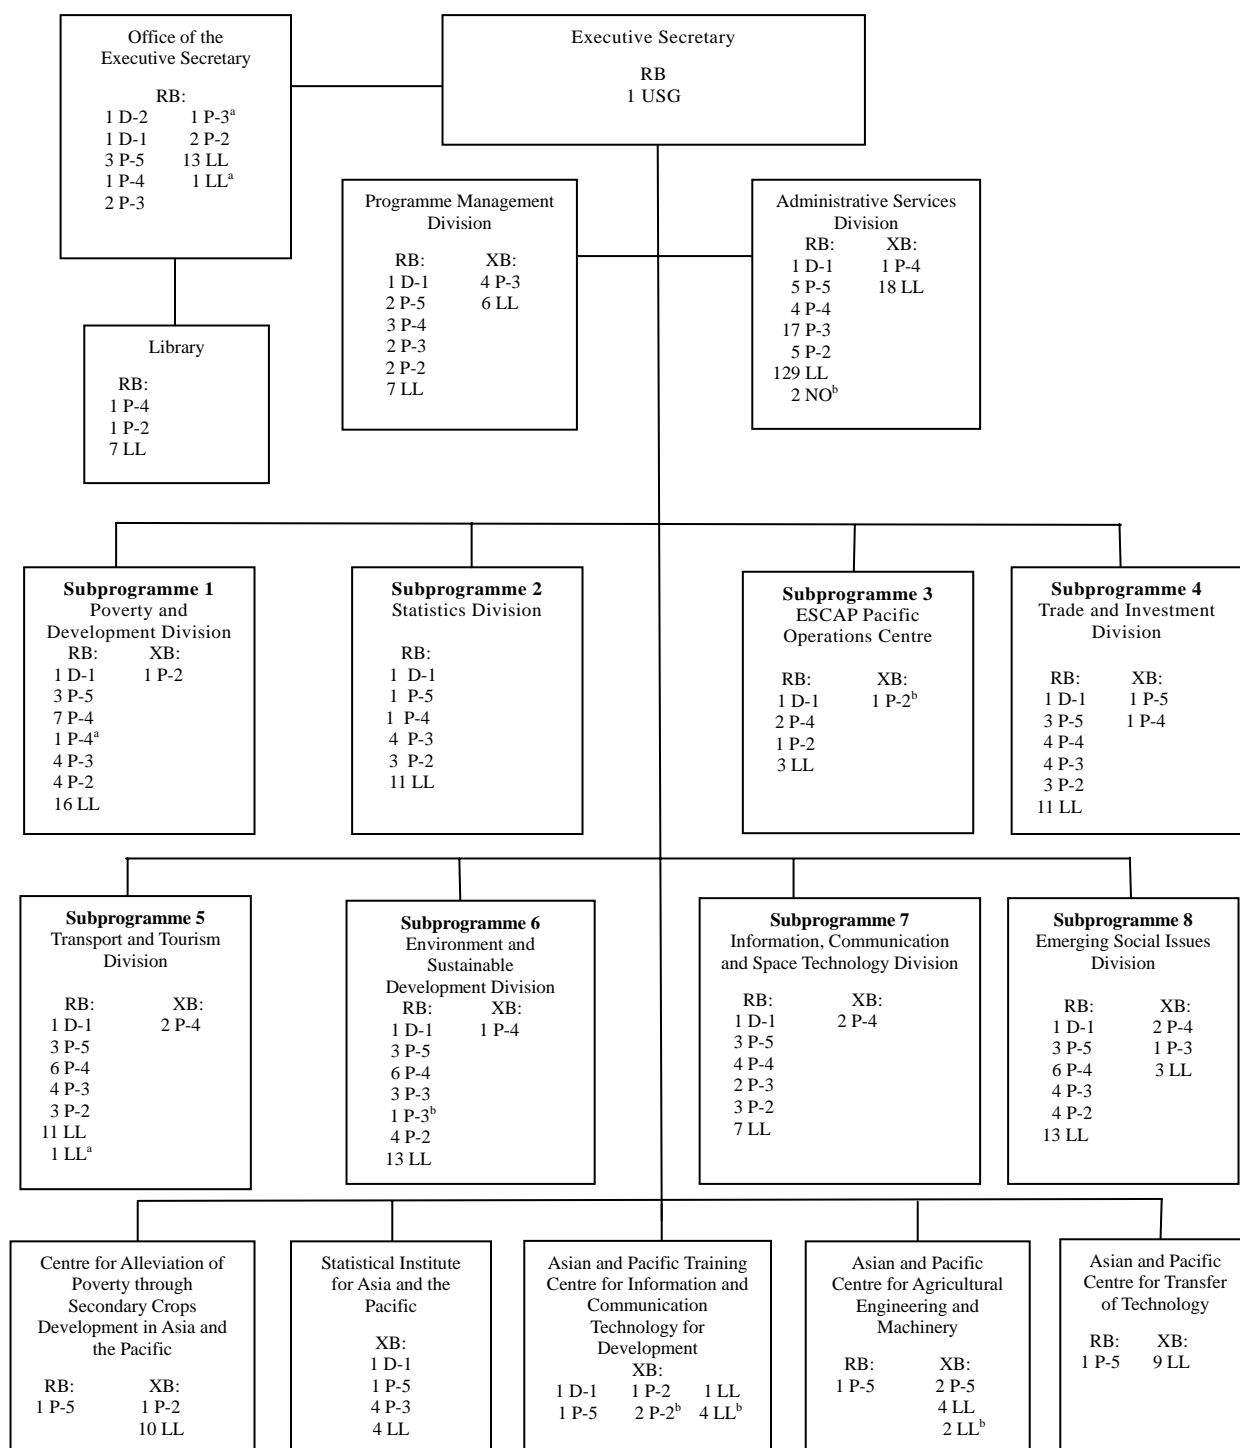 Office of the
Executive Secretary
RB:
1 D-2 1 P-3ᵃ
1 D-1 2 P-2
3 P-5 13 LL
1 P-4 1 LLᵃ
2 P-3
Executive Secretary
RB
1 USG
Programme Management
Division
RB: XB:
1 D-1 4 P-3
2 P-5 6 LL
3 P-4
2 P-3
2 P-2
7 LL
Administrative Services
Division
RB: XB:
1 D-1 1 P-4
5 P-5 18 LL
4 P-4
17 P-3
5 P-2
129 LL
2 NOᵇ
Library
RB:
1 P-4
1 P-2
7 LL
Subprogramme 1
Poverty and
Development Division
RB: XB:
1 D-1 1 P-2
3 P-5
7 P-4
1 P-4ᵃ
4 P-3
4 P-2
16 LL
Subprogramme 2
Statistics Division
RB:
1 D-1
1 P-5
1 P-4
4 P-3
3 P-2
11 LL
Subprogramme 3
ESCAP Pacific
Operations Centre
RB: XB:
1 D-1 1 P-2ᵇ
2 P-4
1 P-2
3 LL
Subprogramme 4
Trade and Investment
Division
RB: XB:
1 D-1 1 P-5
3 P-5 1 P-4
4 P-4
4 P-3
3 P-2
11 LL
Subprogramme 5
Transport and Tourism
Division
RB: XB:
1 D-1 2 P-4
3 P-5
6 P-4
4 P-3
3 P-2
11 LL
1 LLᵃ
Subprogramme 6
Environment and
Sustainable
Development Division
RB: XB:
1 D-1 1 P-4
3 P-5
6 P-4
3 P-3
1 P-3ᵇ
4 P-2
13 LL
Subprogramme 7
Information, Communication
and Space Technology Division
RB: XB:
1 D-1 2 P-4
3 P-5
4 P-4
2 P-3
3 P-2
7 LL
Subprogramme 8
Emerging Social Issues
Division
RB: XB:
1 D-1 2 P-4
3 P-5 1 P-3
6 P-4 3 LL
4 P-3
4 P-2
13 LL
Centre for Alleviation of
Poverty through
Secondary Crops
Development in Asia and
the Pacific
RB: XB:
1 P-5 1 P-2
10 LL
Statistical Institute
for Asia and the
Pacific
XB:
1 D-1
1 P-5
4 P-3
4 LL
Asian and Pacific Training
Centre for Information and
Communication
Technology for
Development
XB:
1 D-1 1 P-2 1 LL
1 P-5 2 P-2ᵇ 4 LLᵇ
Asian and Pacific
Centre for Agricultural
Engineering and
Machinery
RB: XB:
1 P-5 2 P-5
4 LL
2 LLᵇ
Asian and Pacific
Centre for Transfer
of Technology
RB: XB:
1 P-5 9 LL